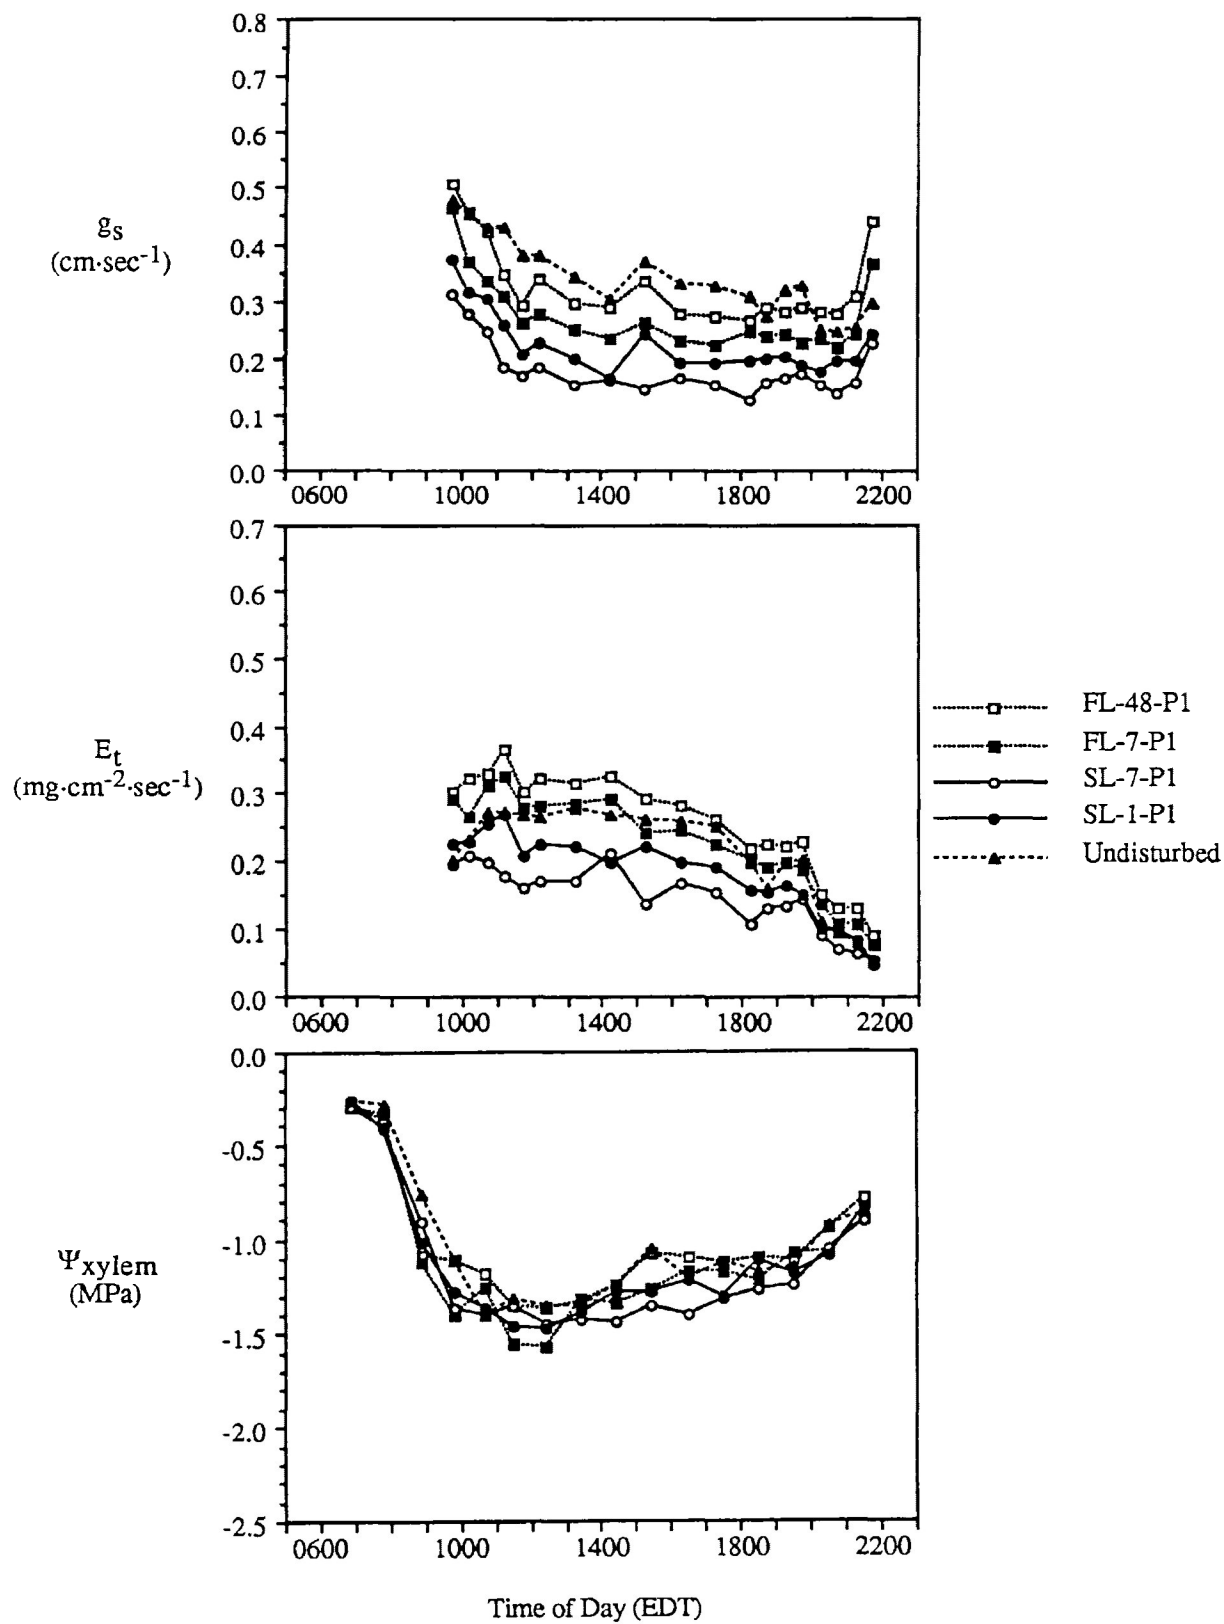 0.8
0.7
0.6
0.5
0.4
0.3
0.2
0.1
0.0
gs
(cm·sec-1)
0600 1000 1400 1800 2200
0.7
0.6
0.5
0.4
0.3
0.2
0.1
0.0
Et
(mg·cm-2·sec-1)
0600 1000 1400 1800 2200
FL-48-P1
FL-7-P1
SL-7-P1
SL-1-P1
Undisturbed
0.0
-0.5
-1.0
-1.5
-2.0
-2.5
Ψxylem
(MPa)
0600 1000 1400 1800 2200
Time of Day (EDT)